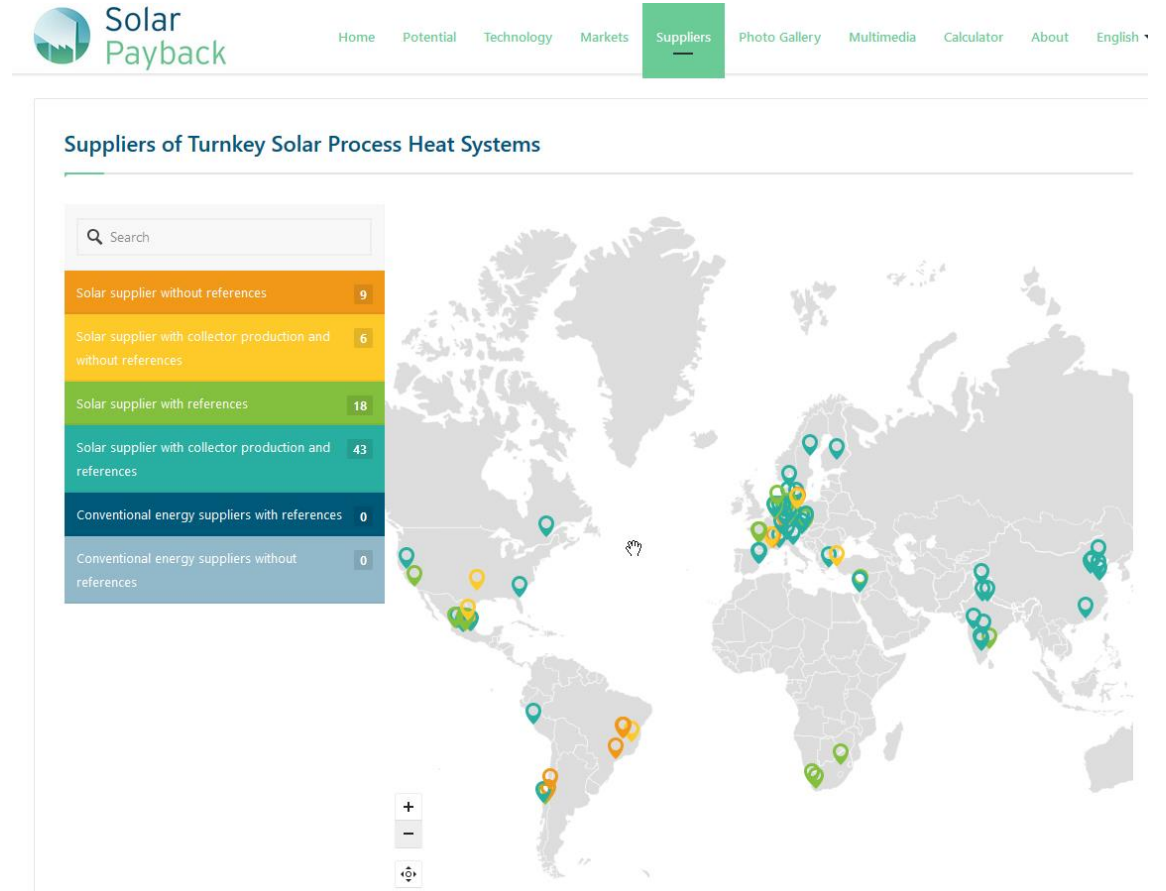 Solar
Payback
Home Potential Technology Markets Suppliers Photo Gallery Multimedia Calculator About English
Suppliers of Turnkey Solar Process Heat Systems
Search
Solar supplier without references 9
Solar supplier with collector production and 6
without references
Solar supplier with references 18
Solar supplier with collector production and 43
references
Conventional energy suppliers with references 0
Conventional energy suppliers without 0
references
+
−